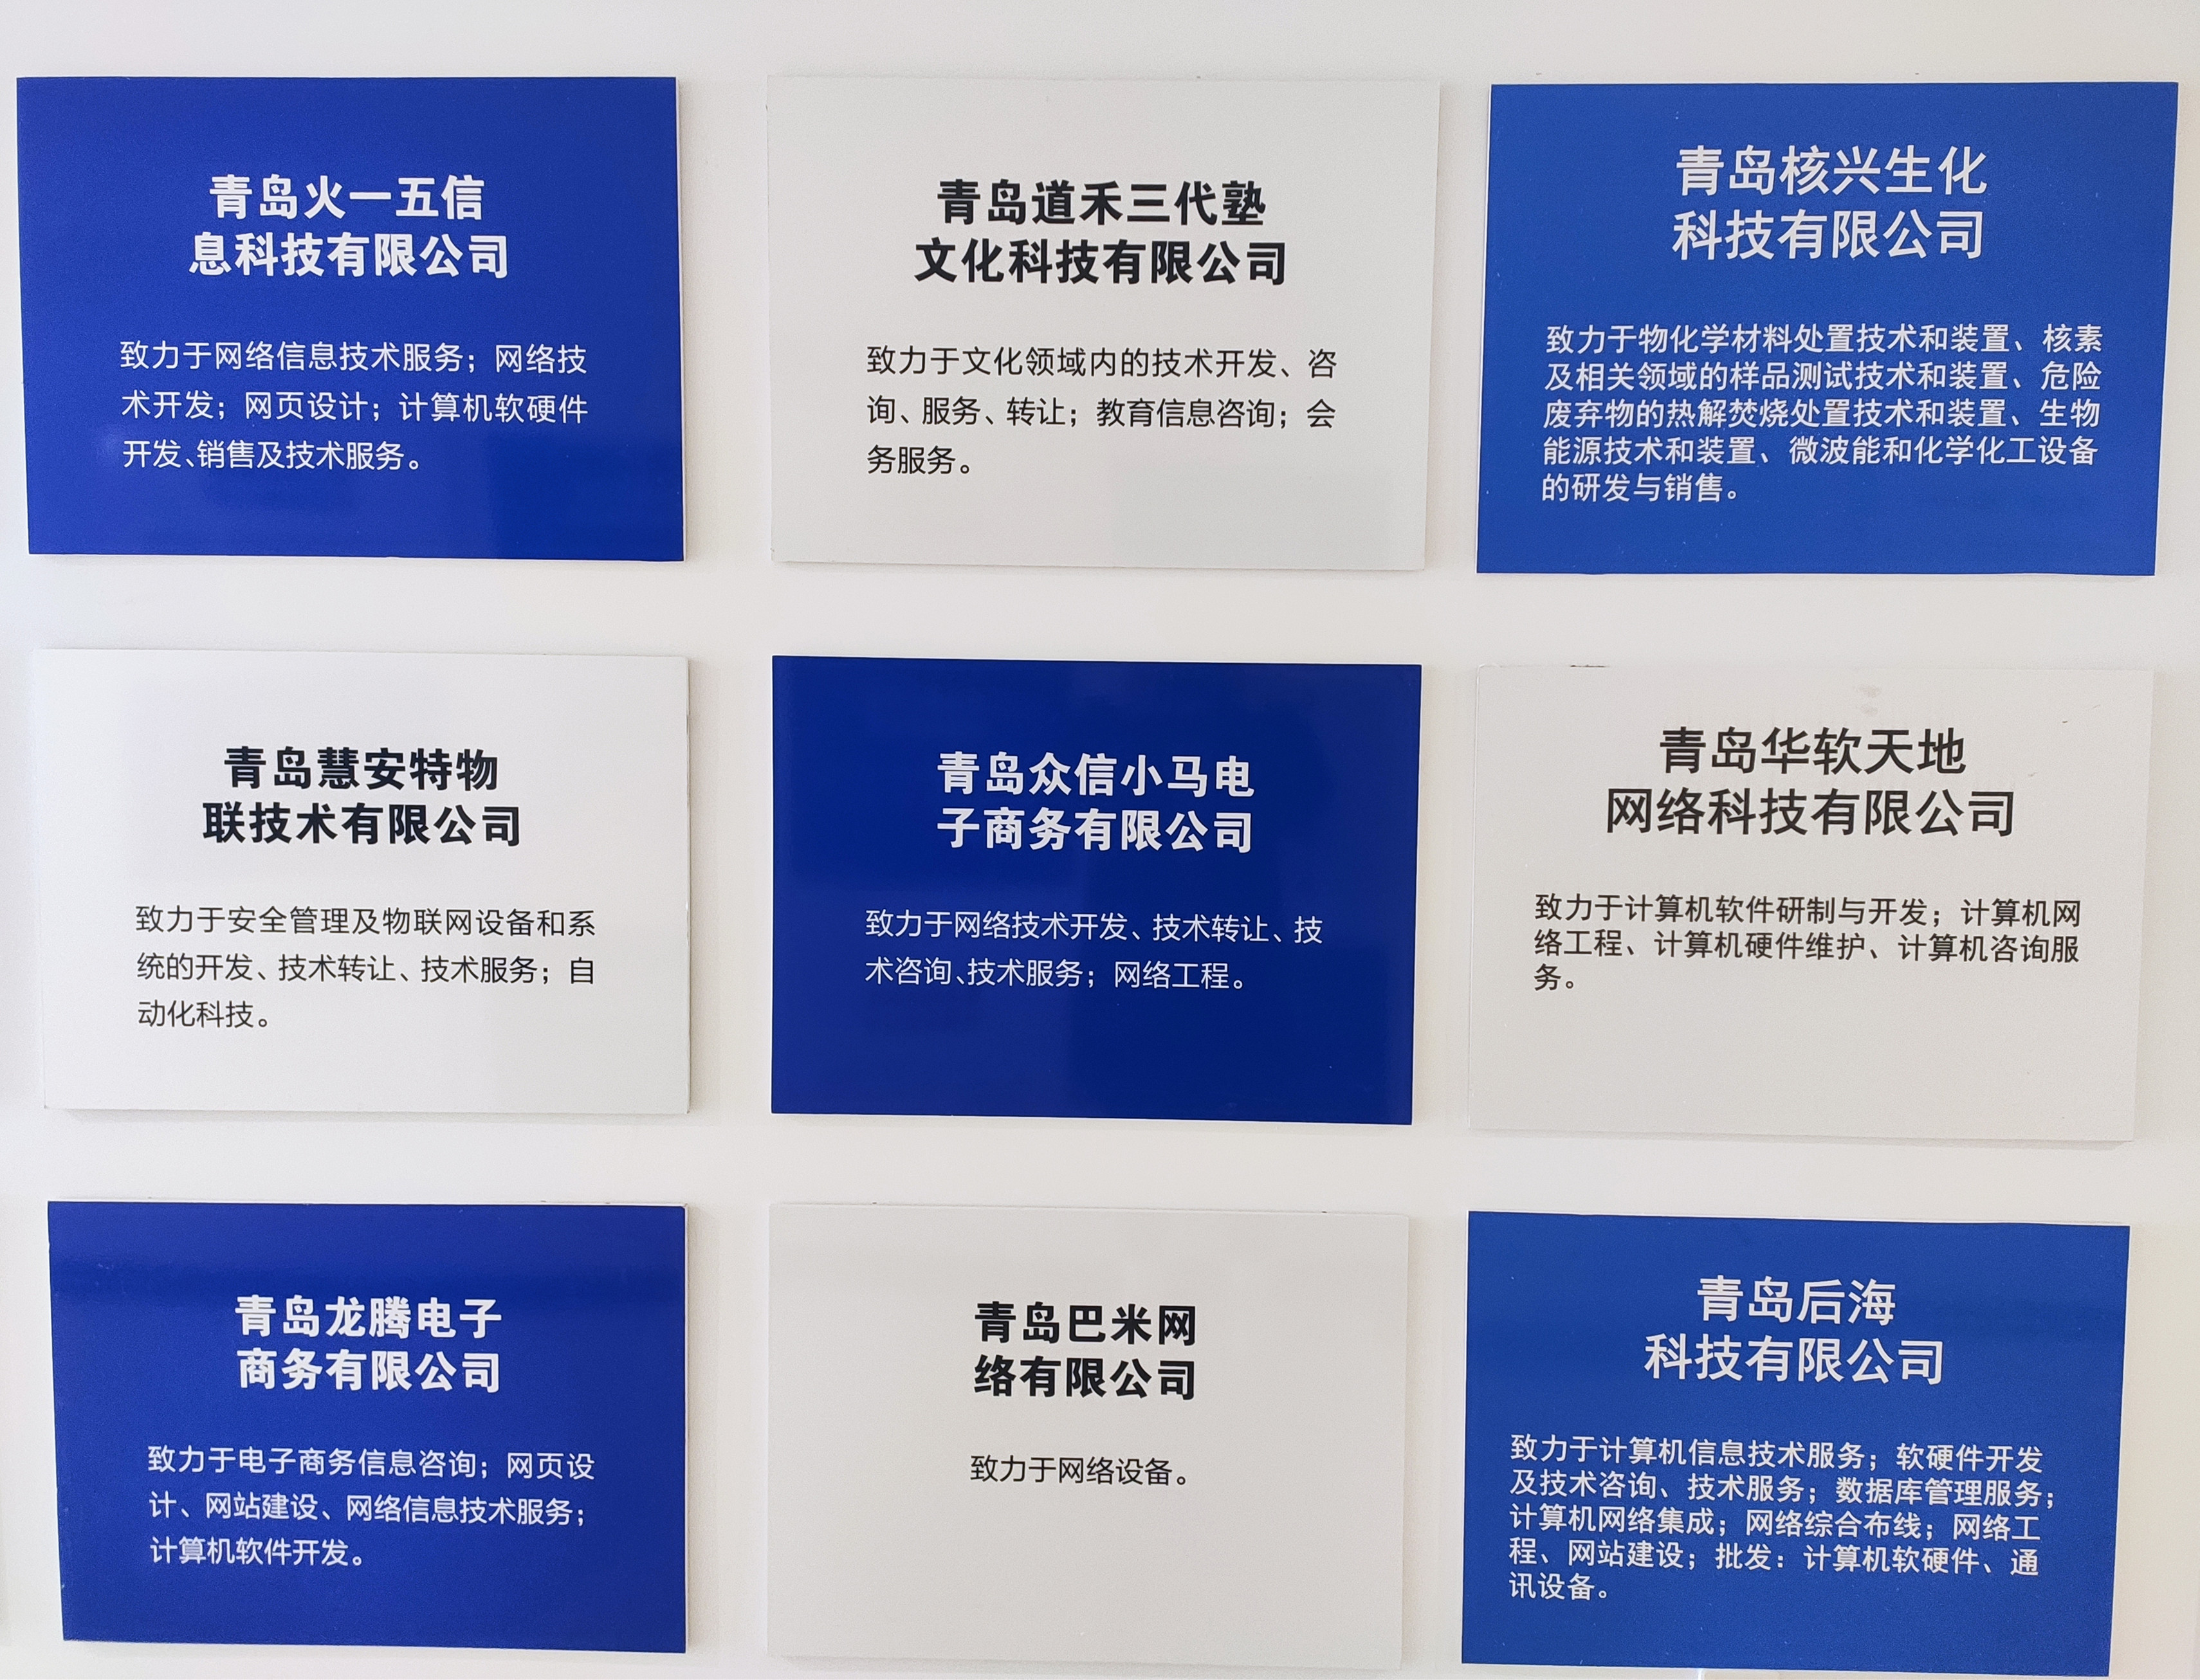 青岛火一五信
息科技有限公司
致力于网络信息技术服务；网络技
术开发；网页设计；计算机软硬件
开发、销售及技术服务。
青岛道禾三代塾
文化科技有限公司
致力于文化领域内的技术开发、咨
询、服务、转让；教育信息咨询；会
务服务。
青岛核兴生化
科技有限公司
致力于物化学材料处置技术和装置、核素
及相关领域的样品测试技术和装置、危险
废弃物的热解焚烧处置技术和装置、生物
能源技术和装置、微波能和化学化工设备
的研发与销售。
青岛慧安特物
联技术有限公司
致力于安全管理及物联网设备和系
统的开发、技术转让、技术服务；自
动化科技。
青岛众信小马电
子商务有限公司
致力于网络技术开发、技术转让、技
术咨询、技术服务；网络工程。
青岛华软天地
网络科技有限公司
致力于计算机软件研制与开发；计算机网
络工程、计算机硬件维护、计算机咨询服
务。
青岛龙腾电子
商务有限公司
致力于电子商务信息咨询；网页设
计、网站建设、网络信息技术服务；
计算机软件开发。
青岛巴米网
络有限公司
致力于网络设备。
青岛后海
科技有限公司
致力于计算机信息技术服务；软硬件开发
及技术咨询、技术服务；数据库管理服务；
计算机网络集成；网络综合布线；网络工
程、网站建设；批发：计算机软硬件、通
讯设备。